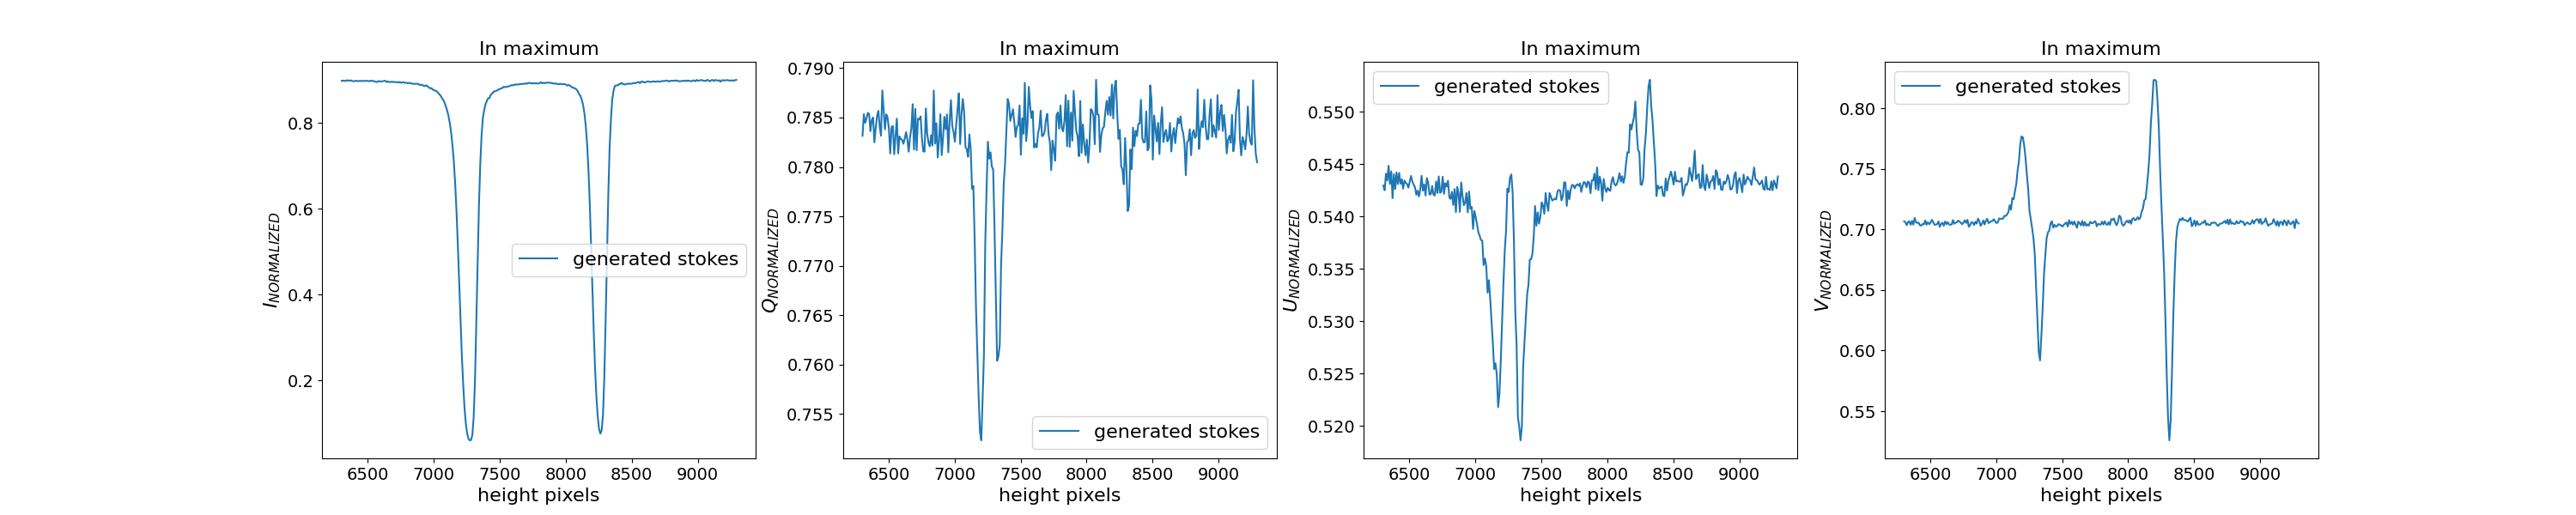 In maximum
I_NORMALIZED
0.8
0.6
0.4
0.2
generated stokes
6500 7000 7500 8000 8500 9000
height pixels
In maximum
Q_NORMALIZED
0.790
0.785
0.780
0.775
0.770
0.765
0.760
0.755
generated stokes
6500 7000 7500 8000 8500 9000
height pixels
In maximum
U_NORMALIZED
generated stokes
0.550
0.545
0.540
0.535
0.530
0.525
0.520
6500 7000 7500 8000 8500 9000
height pixels
In maximum
V_NORMALIZED
generated stokes
0.80
0.75
0.70
0.65
0.60
0.55
6500 7000 7500 8000 8500 9000
height pixels